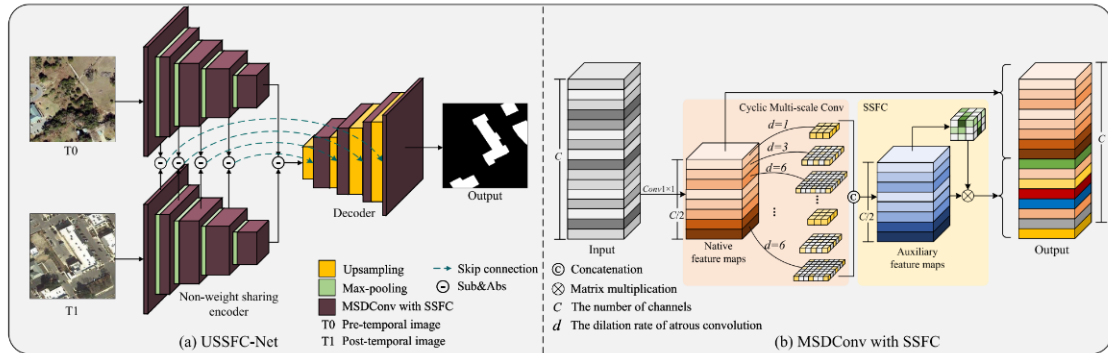 T0
T1
Non-weight sharing
encoder
Decoder
Output
Upsampling
Max-pooling
MSDConv with SSFC
T0 Pre-temporal image
T1 Post-temporal image
Skip connection
Sub&Abs
(a) USSFC-Net
C
Input
Conv1×1
C/2
Cyclic Multi-scale Conv
d=1
d=3
d=6
d=6
Native
feature maps
C
SSFC
C/2
Auxiliary
feature maps
C
Output
C Concatenation
Matrix multiplication
C The number of channels
d The dilation rate of atrous convolution
(b) MSDConv with SSFC